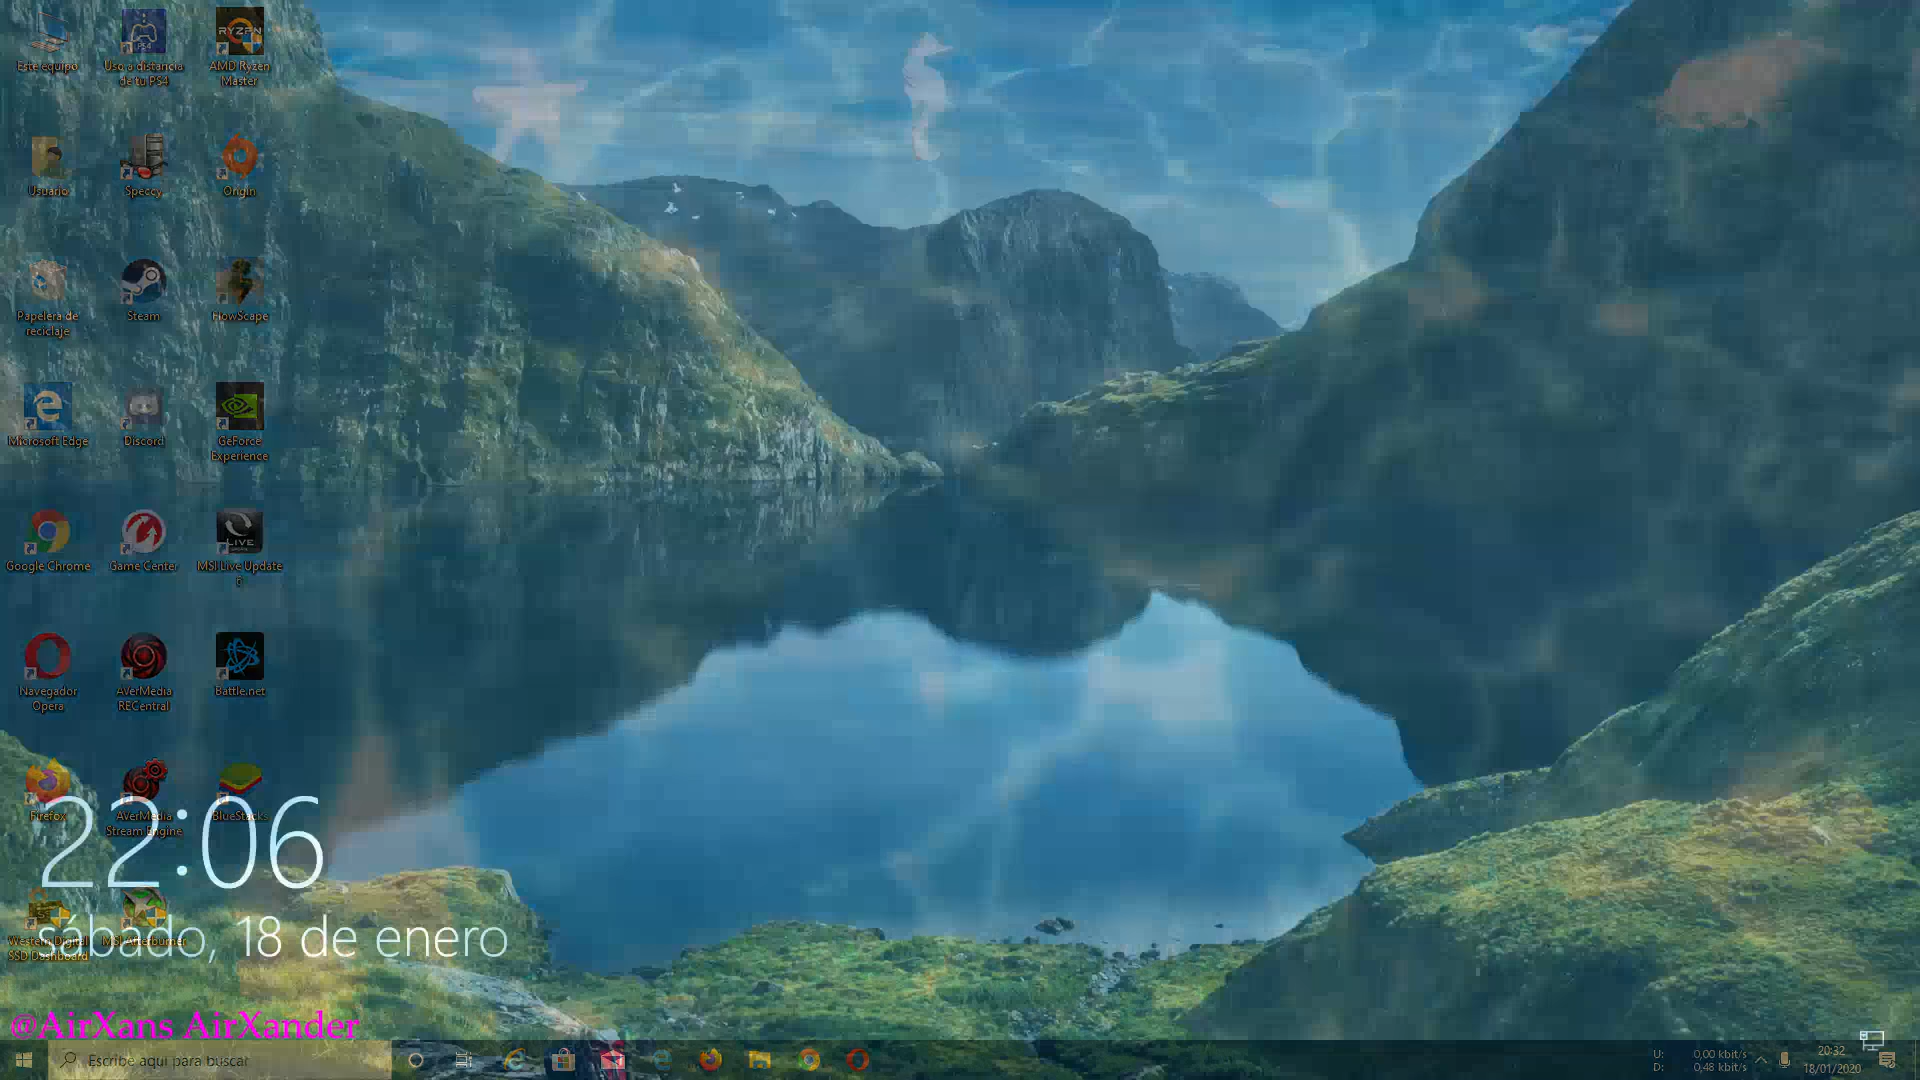 Este equipo
Uso a distancia
de tu PS4
PS4
RYZEN
AMD Ryzen
Master
Usuario
Speccy
Origin
Papelera de
reciclaje
Steam
FlowScape
Microsoft Edge
Discord
GeForce
Experience
Google Chrome
Game Center
LIVE
MSI Live Update
6
Navegador
Opera
AVerMedia
RECentral
Battle.net
Firefox
AVerMedia
Stream Engine
BlueStacks
22:06
Western Digital
SSD Dashboard
MSI Afterburner
sábado, 18 de enero
@AirXans AirXander
Escribe aquí para buscar
U: 0,00 kbit/s
D: 0,48 kbit/s
20:32
18/01/2020